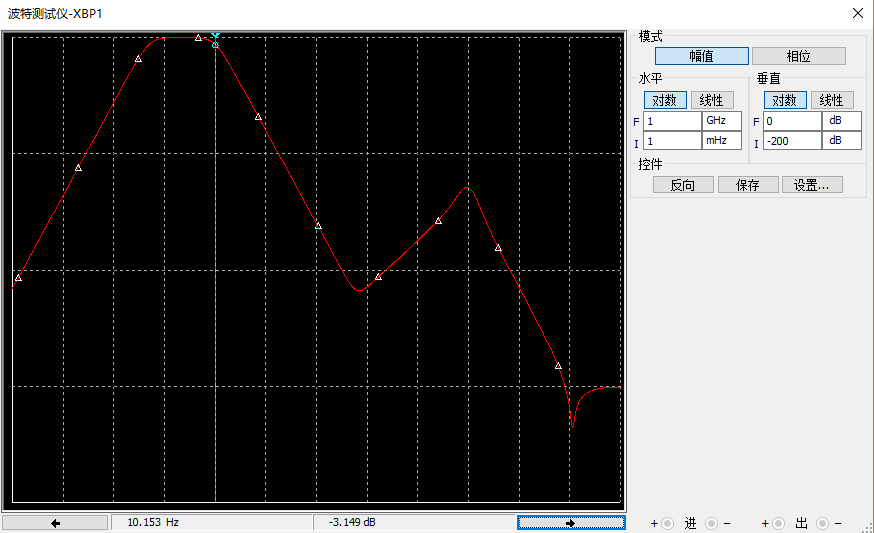 波特测试仪-XBP1
模式
幅值 相位
水平 垂直
对数 线性 对数 线性
F 1 GHz F 0 dB
I 1 mHz I -200 dB
控件
反向 保存 设置...
10.153 Hz -3.149 dB + 进 - + 出 -